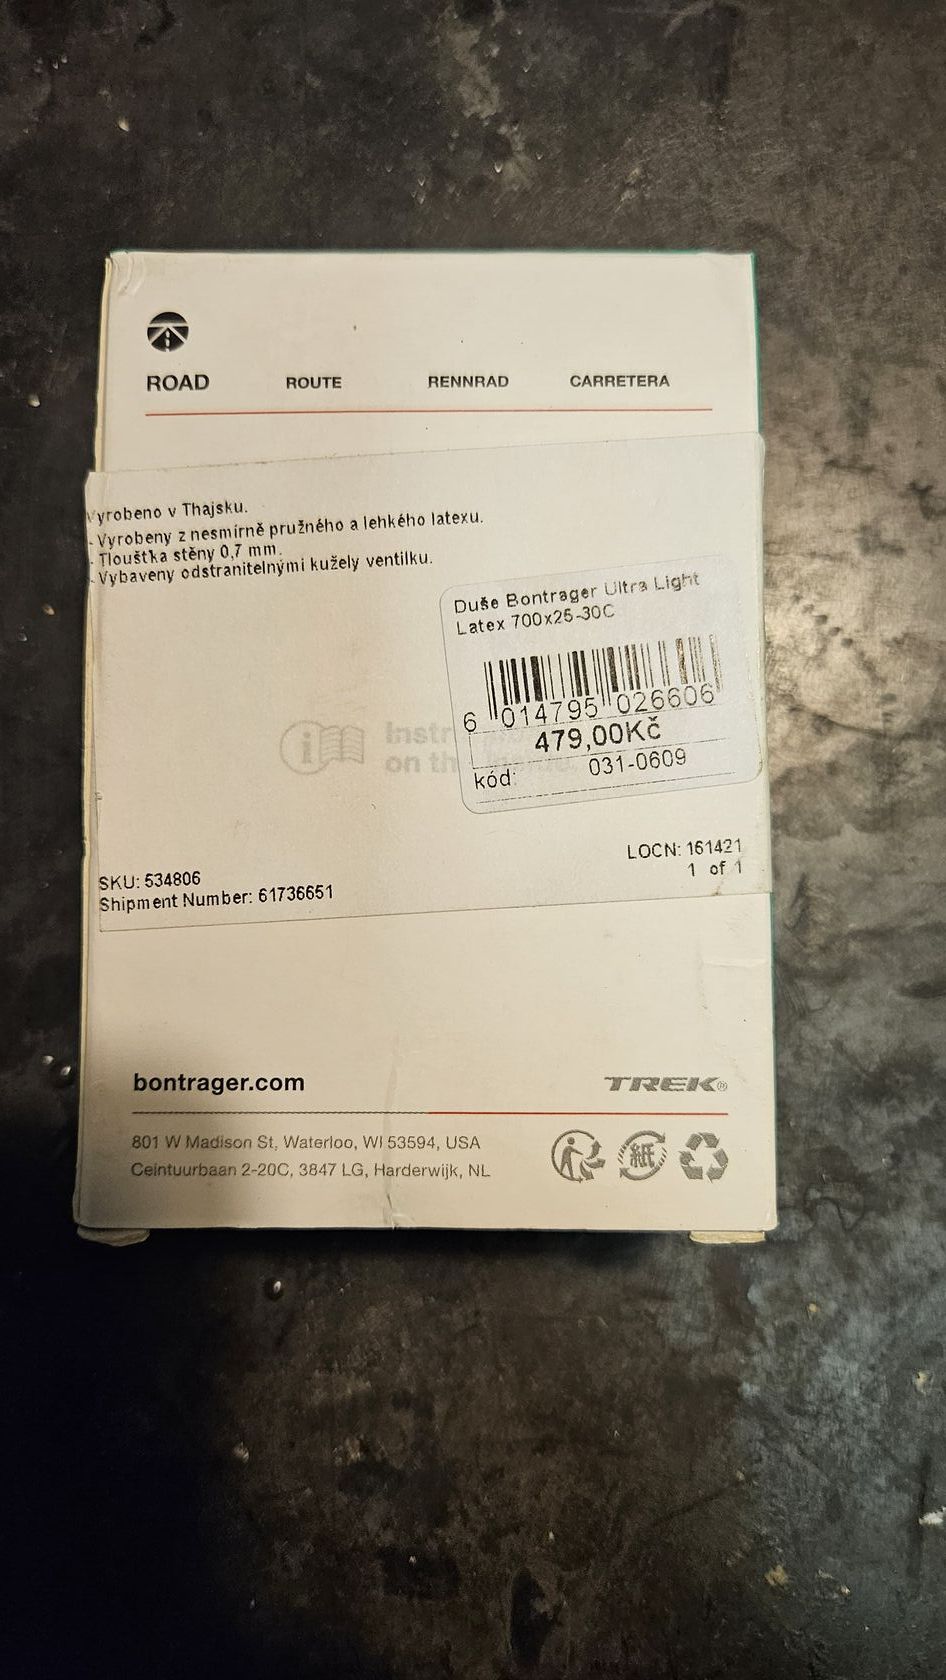 ROAD ROUTE RENNRAD CARRETERA
Vyrobeno v Thajsku.
- Vyrobeny z nesmírně pružného a lehkého latexu.
- Tloušťka stěny 0,7 mm.
- Vybaveny odstranitelnými kužely ventilku.
Duše Bontrager Ultra Light
Latex 700x25-30C
6 014795 026606
479,00Kč
kód: 031-0609
on the
LOCN: 161421
1 of 1
SKU: 534806
Shipment Number: 61736651
bontrager.com
TREK®
801 W Madison St, Waterloo, WI 53594, USA
Ceintuurbaan 2-20C, 3847 LG, Harderwijk, NL
紙